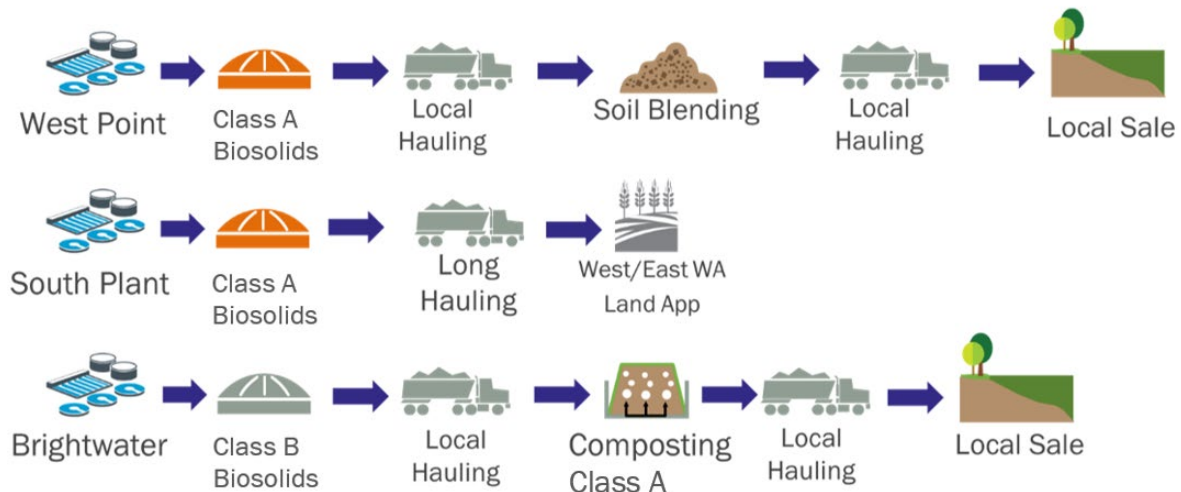 West Point
Class A
Biosolids
Local
Hauling
Soil Blending
Local
Hauling
Local Sale
South Plant
Class A
Biosolids
Long
Hauling
West/East WA
Land App
Brightwater
Class B
Biosolids
Local
Hauling
Composting
Class A
Local
Hauling
Local Sale